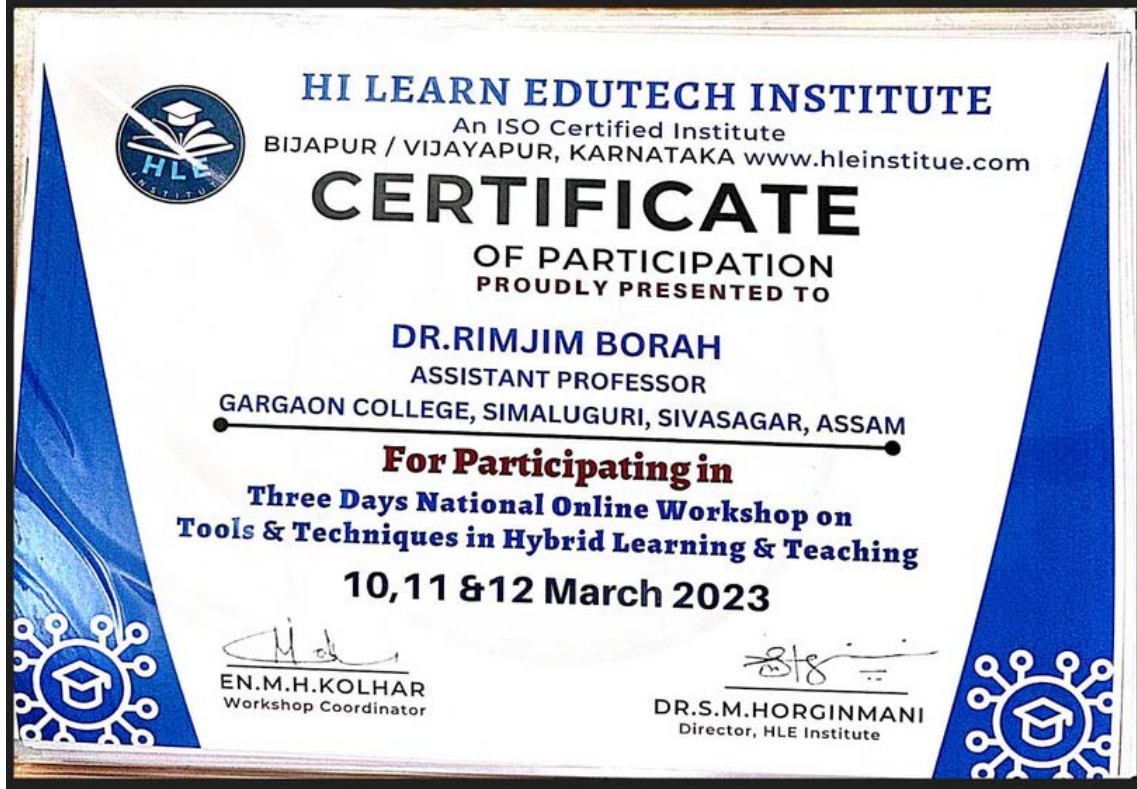 HI LEARN EDUTECH INSTITUTE
An ISO Certified Institute
BIJAPUR / VIJAYAPUR, KARNATAKA www.hleinstitue.com
HLE
INSTITUTE
CERTIFICATE
OF PARTICIPATION
PROUDLY PRESENTED TO
DR.RIMJIM BORAH
ASSISTANT PROFESSOR
GARGAON COLLEGE, SIMALUGURI, SIVASAGAR, ASSAM
For Participating in
Three Days National Online Workshop on
Tools & Techniques in Hybrid Learning & Teaching
10,11 &12 March 2023
EN.M.H.KOLHAR
Workshop Coordinator
DR.S.M.HORGINMANI
Director, HLE Institute